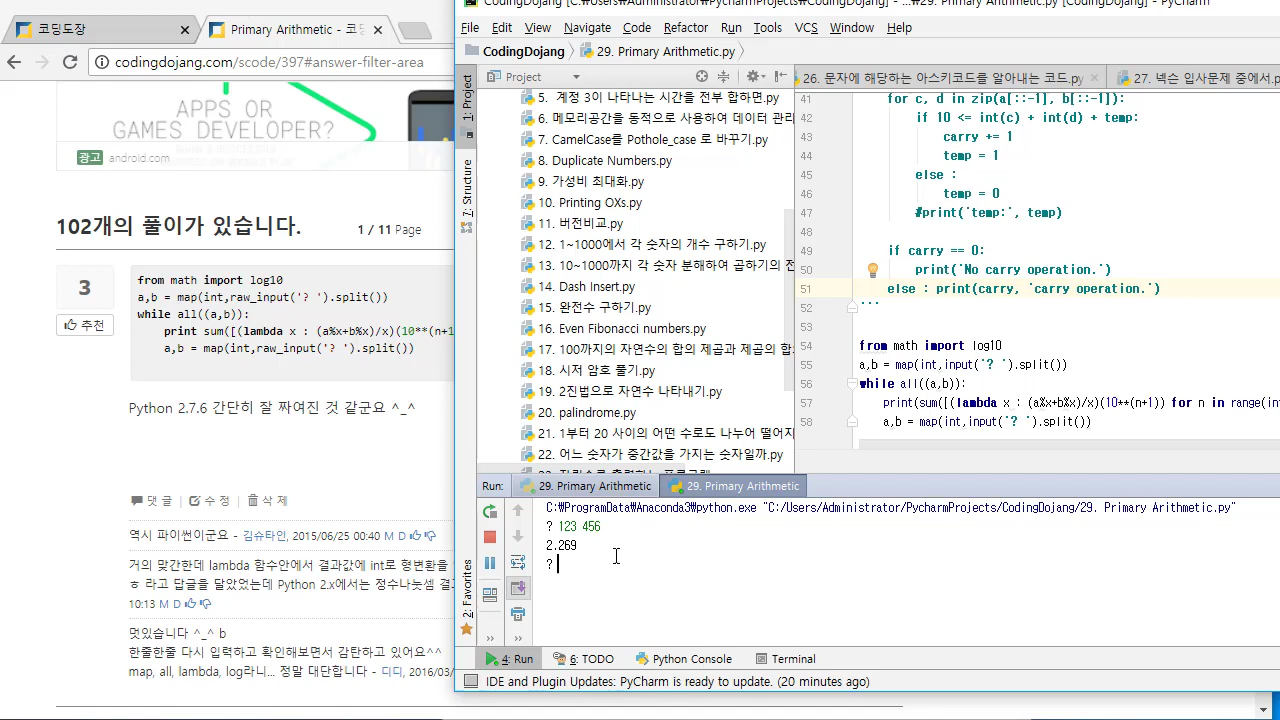 코딩도장
Primary Arithmetic - 코
codingdojang.com/scode/397#answer-filter-area
APPS OR
GAMES DEVELOPER?
광고 android.com
102개의 풀이가 있습니다.
1 / 11 Page
3
추천
from math import log10
a,b = map(int,raw_input('? ').split())
while all((a,b)):
print sum([(lambda x : (a%x+b%x)/x)(10**(n+1
a,b = map(int,raw_input('? ').split())
Python 2.7.6 간단히 잘 짜여진 것 같군요 ^_^
댓글 수정 삭제
역시 파이썬이군요 - 김슈타인, 2015/06/25 00:40 M D
거의 맞긴한데 lambda 함수안에서 결과값에 int로 형변환을
ㅎ 라고 답글을 달았었는데 Python 2.x에서는 정수나눗셈 결
10:13 M D
멋있습니다 ^_^ b
한줄한줄 다시 입력하고 확인해보면서 감탄하고 있어요^^
map, all, lambda, log라니... 정말 대단합니다 - 디디, 2016/03/
CodingDojang [C:₩Users₩Administrator₩PycharmProjects₩CodingDojang] - ...₩29. Primary Arithmetic.py [CodingDojang] - PyCharm
File Edit View Navigate Code Refactor Run Tools VCS Window Help
CodingDojang 29. Primary Arithmetic.py
Project
26. 문자에 해당하는 아스키코드를 알아내는 코드.py
27. 넥슨 입사문제 중에서.p
1: Project
7: Structure
2: Favorites
5. 계정 3이 나타나는 시간을 전부 합하면.py
6. 메모리공간을 동적으로 사용하여 데이터 관리
7. CamelCase를 Pothole_case 로 바꾸기.py
8. Duplicate Numbers.py
9. 가성비 최대화.py
10. Printing OXs.py
11. 버전비교.py
12. 1~1000에서 각 숫자의 개수 구하기.py
13. 10~1000까지 각 숫자 분해하여 곱하기의 전
14. Dash Insert.py
15. 완전수 구하기.py
16. Even Fibonacci numbers.py
17. 100까지의 자연수의 합의 제곱과 제곱의 합
18. 시저 암호 풀기.py
19. 2진법으로 자연수 나타내기.py
20. palindrome.py
21. 1부터 20 사이의 어떤 수로도 나누어 떨어지
22. 어느 숫자가 중간값을 가지는 숫자일까.py
41 for c, d in zip(a[::-1], b[::-1]):
42 if 10 <= int(c) + int(d) + temp:
43 carry += 1
44 temp = 1
45 else :
46 temp = 0
47 #print('temp:', temp)
48
49 if carry == 0:
50 print('No carry operation.')
51 else : print(carry, 'carry operation.')
52 '''
53
54 from math import log10
55 a,b = map(int,input('? ').split())
56 while all((a,b)):
57 print(sum([(lambda x : (a%x+b%x)/x)(10**(n+1)) for n in range(in
58 a,b = map(int,input('? ').split())
Run: 29. Primary Arithmetic 29. Primary Arithmetic
C:₩ProgramData₩Anaconda3₩python.exe "C:/Users/Administrator/PycharmProjects/CodingDojang/29. Primary Arithmetic.py"
? 123 456
2.269
?
4: Run 6: TODO Python Console Terminal
IDE and Plugin Updates: PyCharm is ready to update. (20 minutes ago)